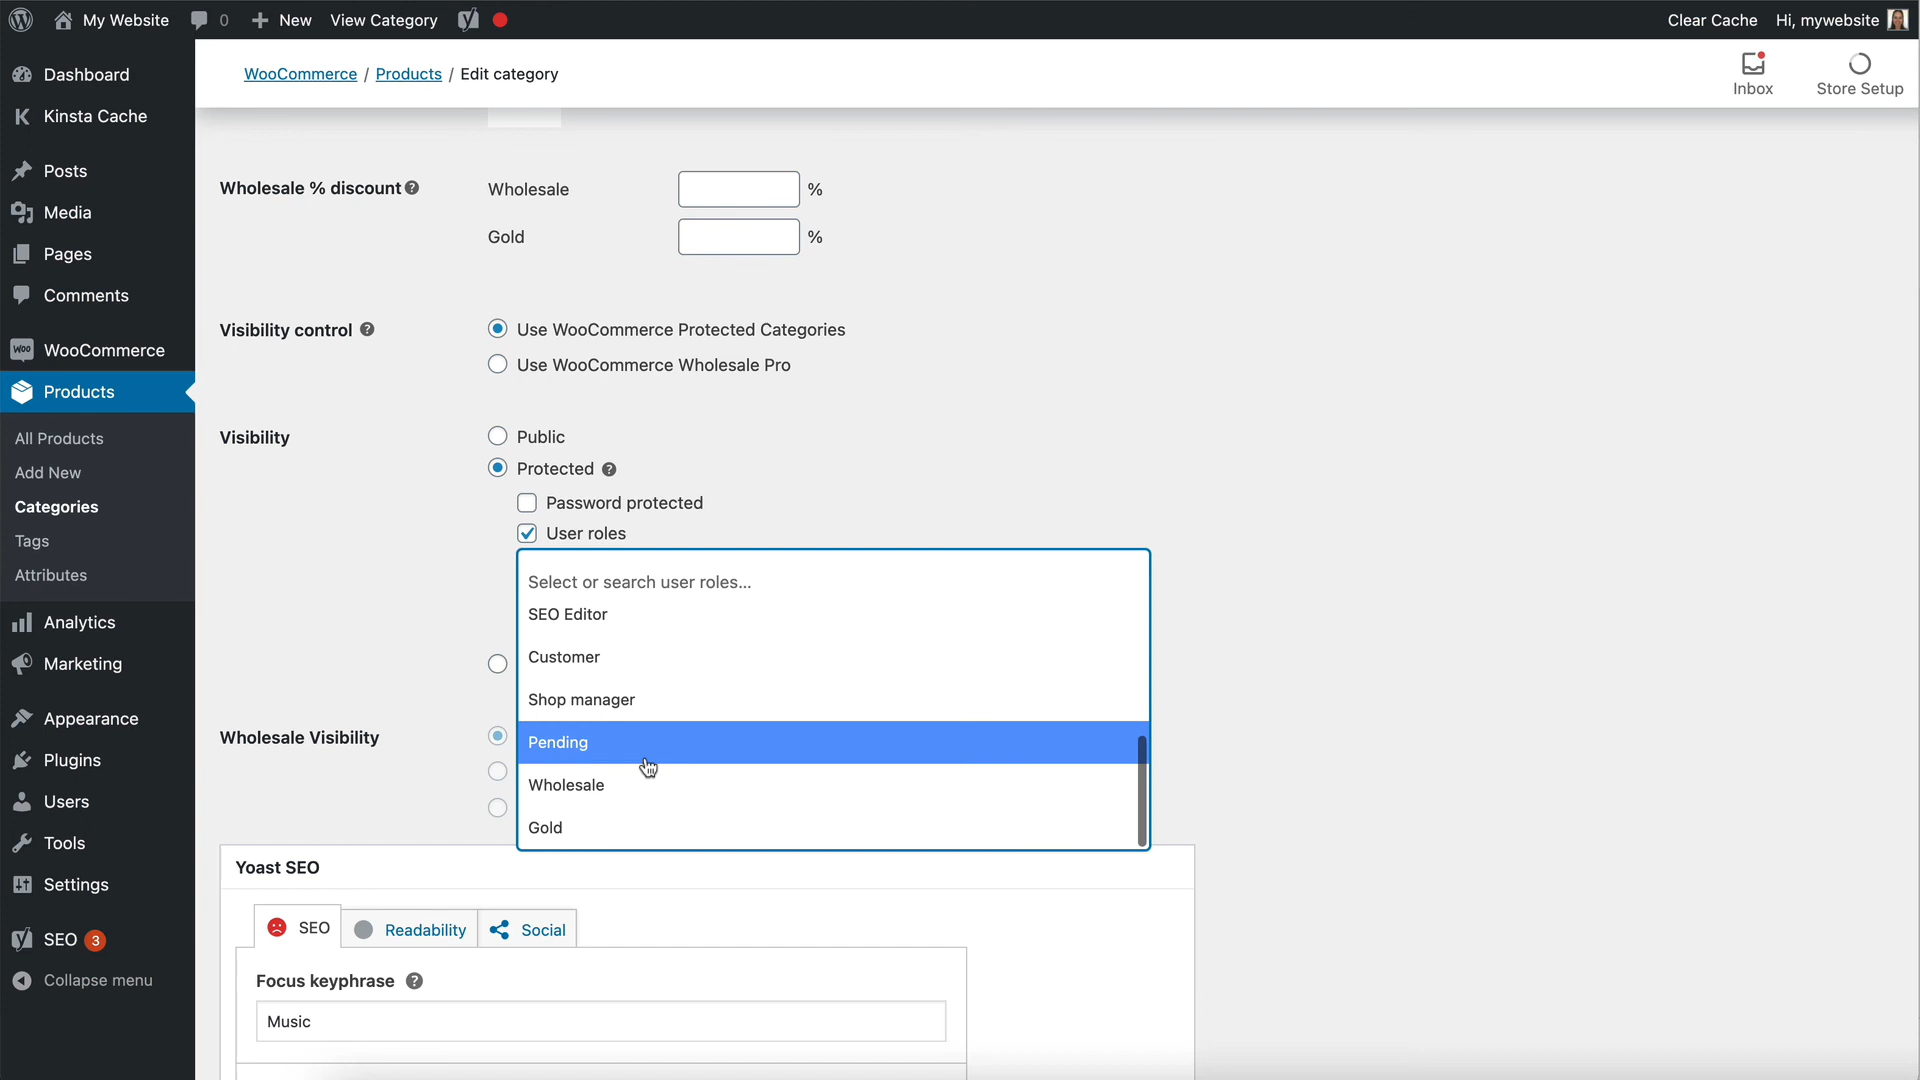 My Website
0
New
View Category
Clear Cache
Hi, mywebsite
Dashboard
Kinsta Cache
Posts
Media
Pages
Comments
WooCommerce
Products
All Products
Add New
Categories
Tags
Attributes
Analytics
Marketing
Appearance
Plugins
Users
Tools
Settings
SEO 3
Collapse menu
WooCommerce / Products / Edit category
Inbox
Store Setup
Wholesale % discount ?
Wholesale %
Gold %
Visibility control ?
Use WooCommerce Protected Categories
Use WooCommerce Wholesale Pro
Visibility
Public
Protected ?
Password protected
User roles
Select or search user roles...
SEO Editor
Customer
Shop manager
Pending
Wholesale
Gold
Wholesale Visibility
Yoast SEO
SEO
Readability
Social
Focus keyphrase ?
Music